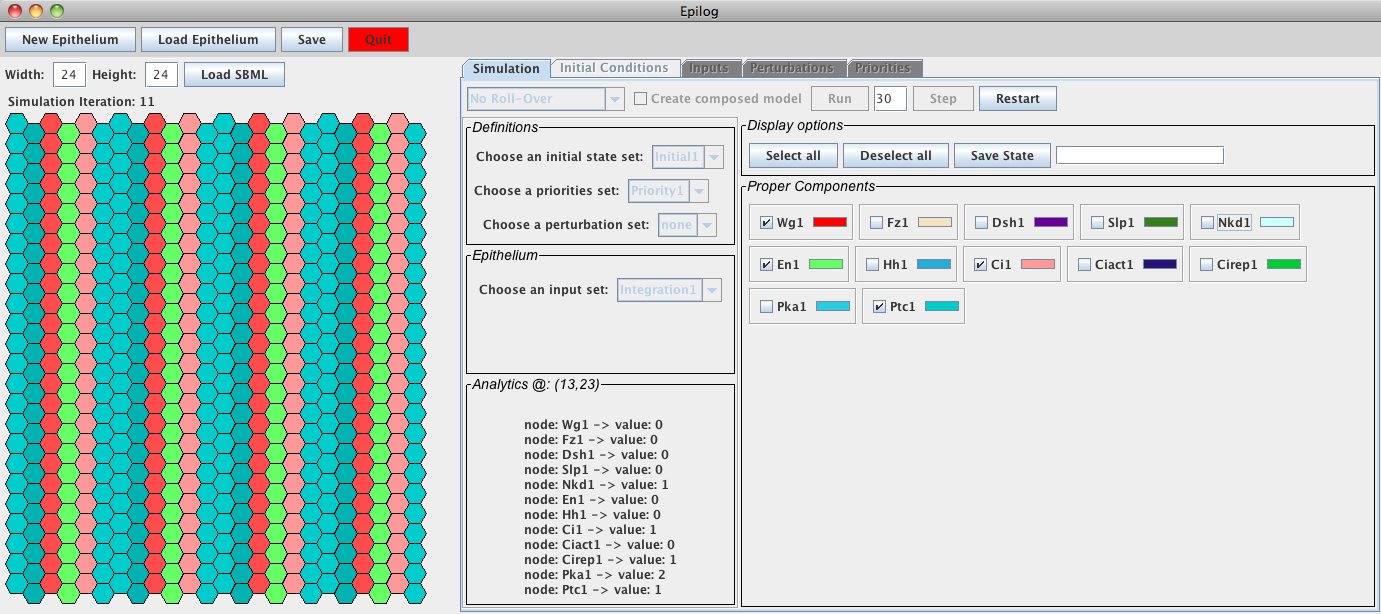 Epilog
New Epithelium Load Epithelium Save Quit
Width: 24 Height: 24 Load SBML
Simulation Iteration: 11
Simulation Initial Conditions Inputs Perturbations Priorities
No Roll-Over Create composed model Run 30 Step Restart
Definitions
Choose an initial state set: Initial1
Choose a priorities set: Priority1
Choose a perturbation set: none
Epithelium
Choose an input set: Integration1
Analytics @: (13,23)
node: Wg1 -> value: 0
node: Fz1 -> value: 0
node: Dsh1 -> value: 0
node: Slp1 -> value: 0
node: Nkd1 -> value: 1
node: En1 -> value: 0
node: Hh1 -> value: 0
node: Ci1 -> value: 1
node: Ciact1 -> value: 0
node: Cirep1 -> value: 1
node: Pka1 -> value: 2
node: Ptc1 -> value: 1
Display options
Select all Deselect all Save State
Proper Components
Wg1 Fz1 Dsh1 Slp1 Nkd1
En1 Hh1 Ci1 Ciact1 Cirep1
Pka1 Ptc1